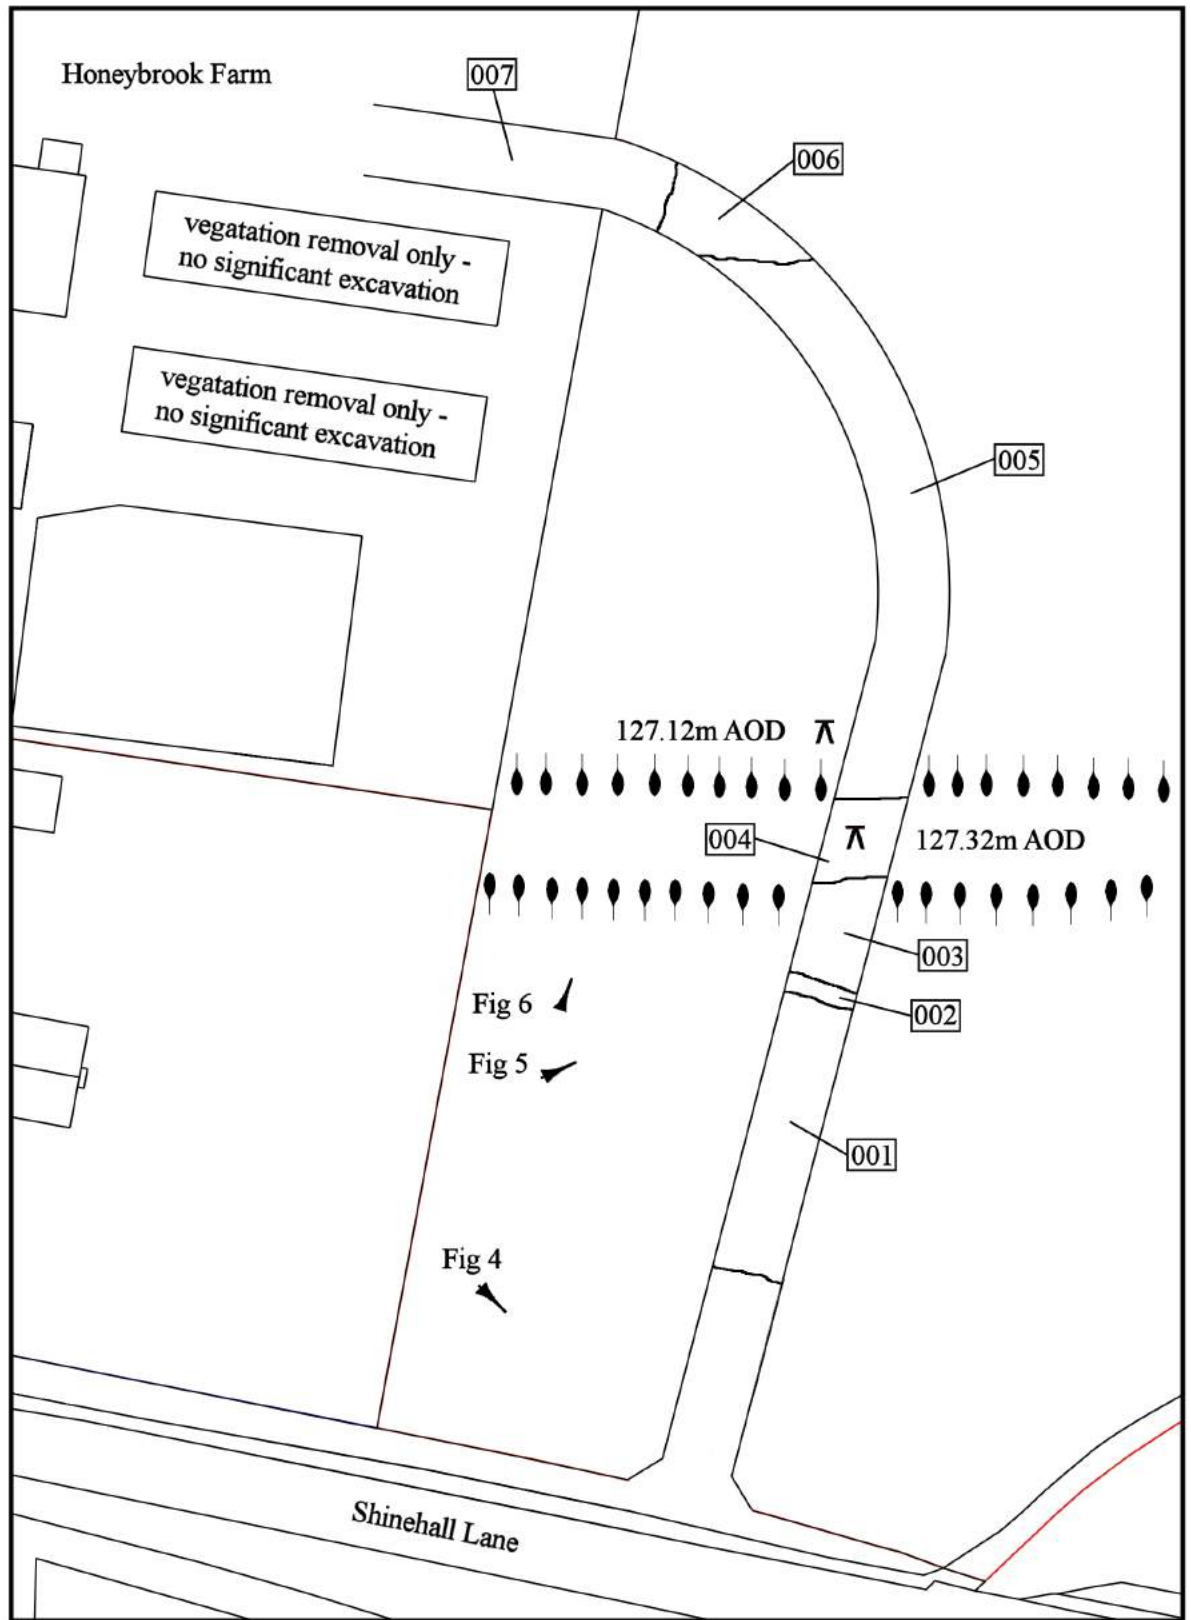 Honeybrook Farm
007
006
vegatation removal only -
no significant excavation
vegatation removal only -
no significant excavation
005
127.12m AOD
004
127.32m AOD
003
Fig 6
002
Fig 5
001
Fig 4
Shinehall Lane